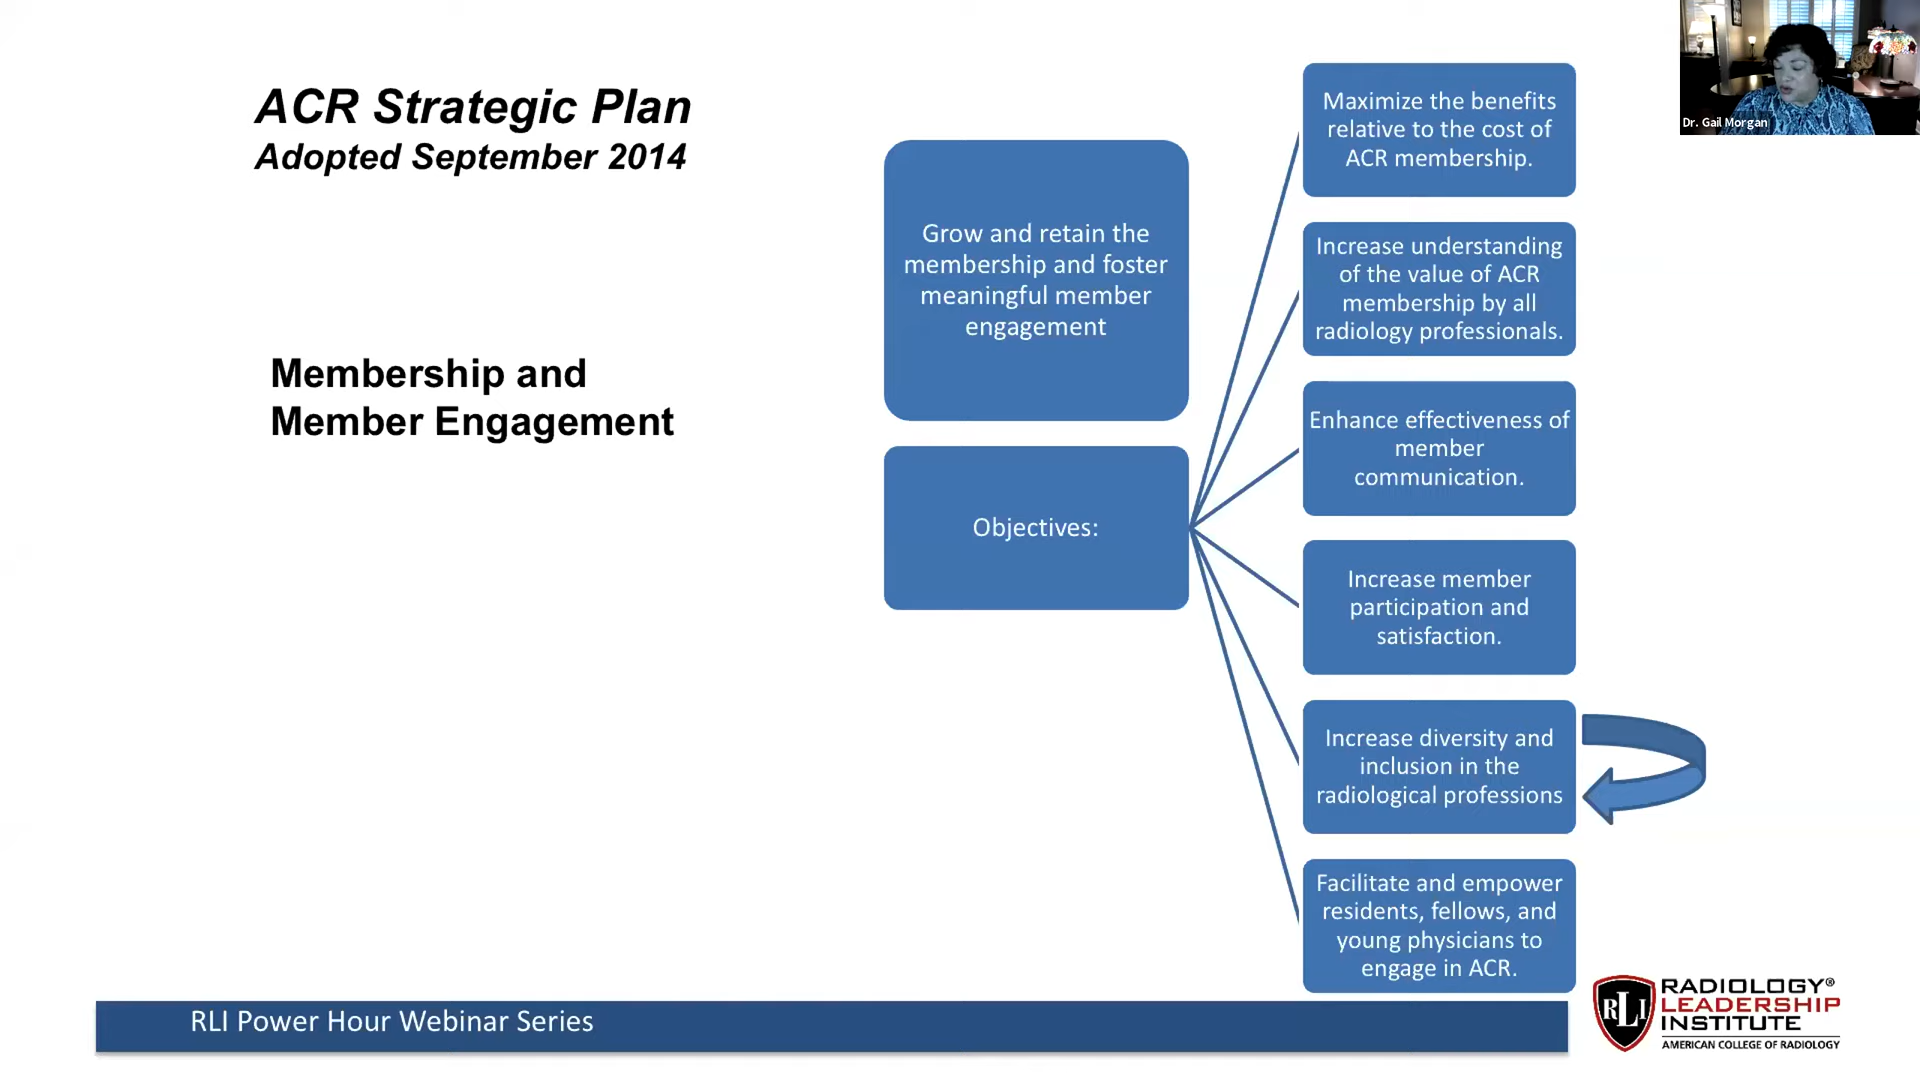 ACR Strategic Plan
Adopted September 2014
Membership and
Member Engagement
Grow and retain the
membership and foster
meaningful member
engagement
Objectives:
Maximize the benefits
relative to the cost of
ACR membership.
Increase understanding
of the value of ACR
membership by all
radiology professionals.
Enhance effectiveness of
member
communication.
Increase member
participation and
satisfaction.
Increase diversity and
inclusion in the
radiological professions
Facilitate and empower
residents, fellows, and
young physicians to
engage in ACR.
Dr. Gail Morgan
RLI Power Hour Webinar Series
RLI
RADIOLOGY®
LEADERSHIP
INSTITUTE
AMERICAN COLLEGE OF RADIOLOGY